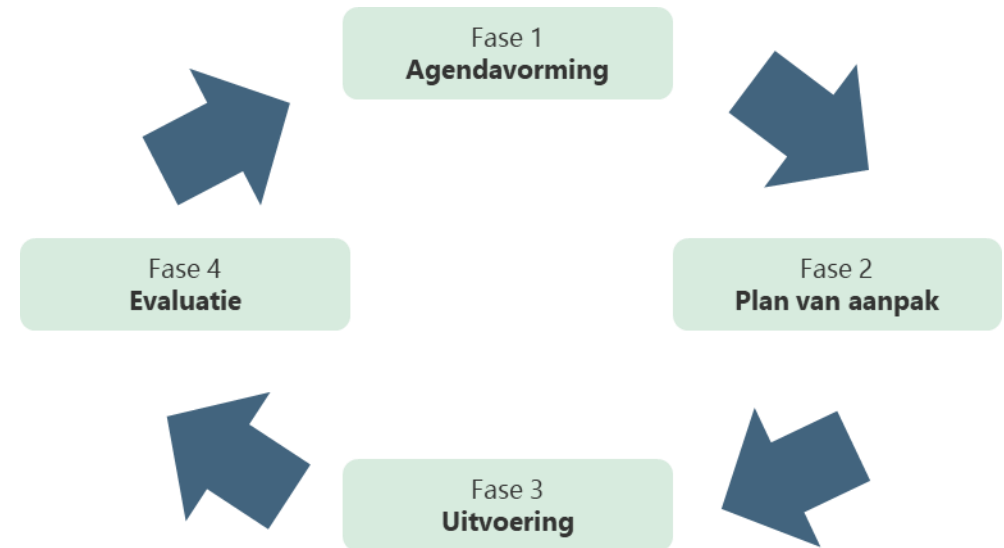 Fase 1
Agendavorming
Fase 2
Plan van aanpak
Fase 3
Uitvoering
Fase 4
Evaluatie